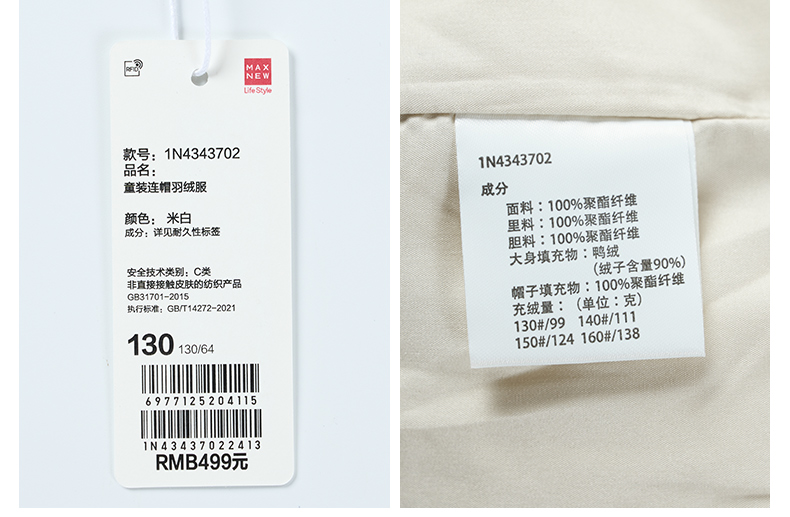 RFID
MAX
NEW
Life Style
款号：1N4343702
品名：
童装连帽羽绒服
颜色：米白
成分：详见耐久性标签
安全技术类别：C类
非直接接触皮肤的纺织产品
GB31701-2015
执行标准：GB/T14272-2021
130 130/64
6977125204115
1N43437022413
RMB499元
1N4343702
成分
面料：100%聚酯纤维
里料：100%聚酯纤维
胆料：100%聚酯纤维
大身填充物：鸭绒
（绒子含量90%）
帽子填充物：100%聚酯纤维
充绒量：（单位：克）
130#/99 140#/111
150#/124 160#/138